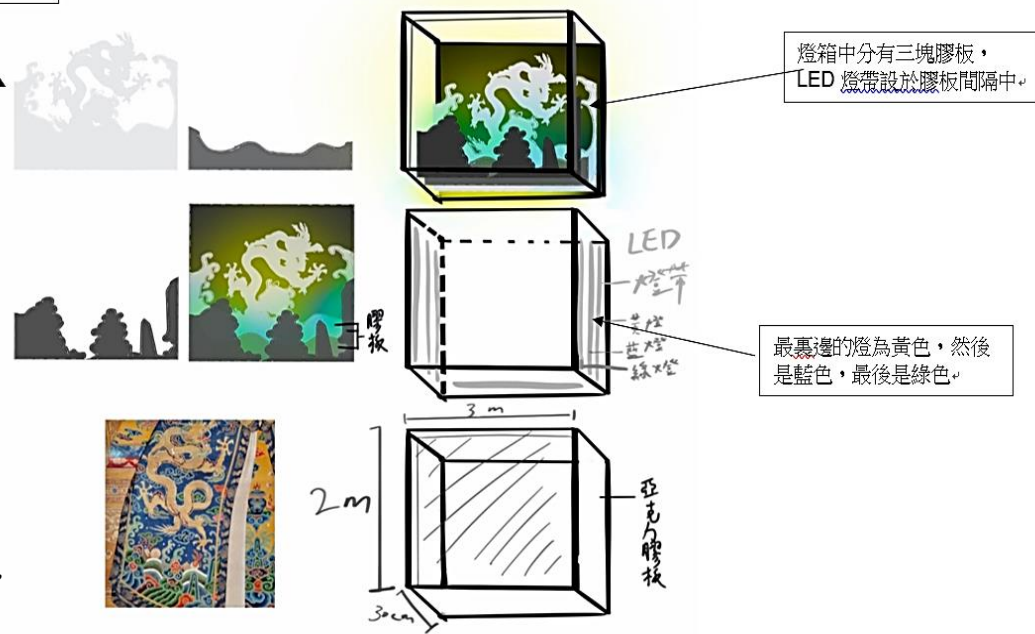 燈箱中分有三塊膠板，
LED 燈帶設於膠板間隔中
LED
燈帶
黃燈
藍燈
綠燈
膠板
最裏邊的燈為黃色，然後
是藍色，最後是綠色
3 m
2m
30cm
亞克力膠板